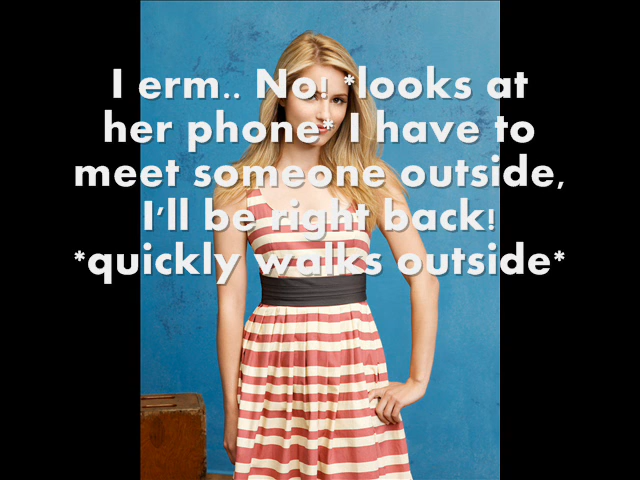 I erm.. No! *looks at
her phone* I have to
meet someone outside,
I'll be right back!
*quickly walks outside*